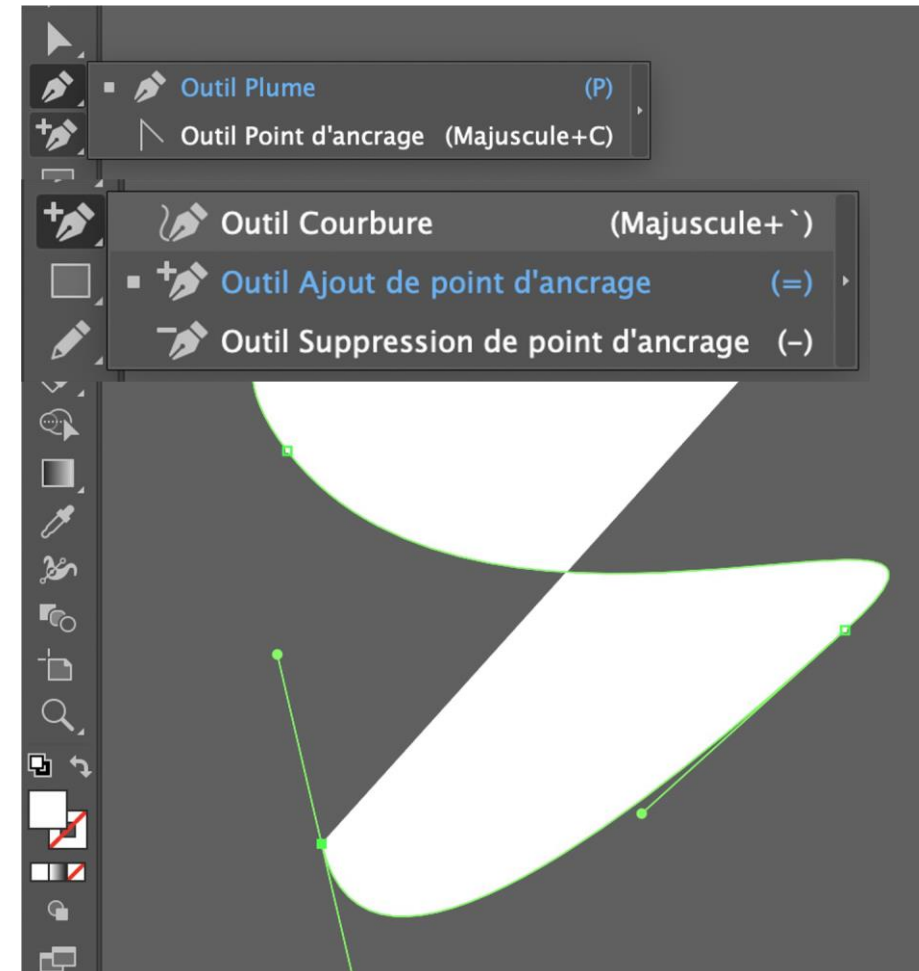 Outil Plume (P)
Outil Point d'ancrage (Majuscule+C)
Outil Courbure (Majuscule+`)
Outil Ajout de point d'ancrage (=)
Outil Suppression de point d'ancrage (-)